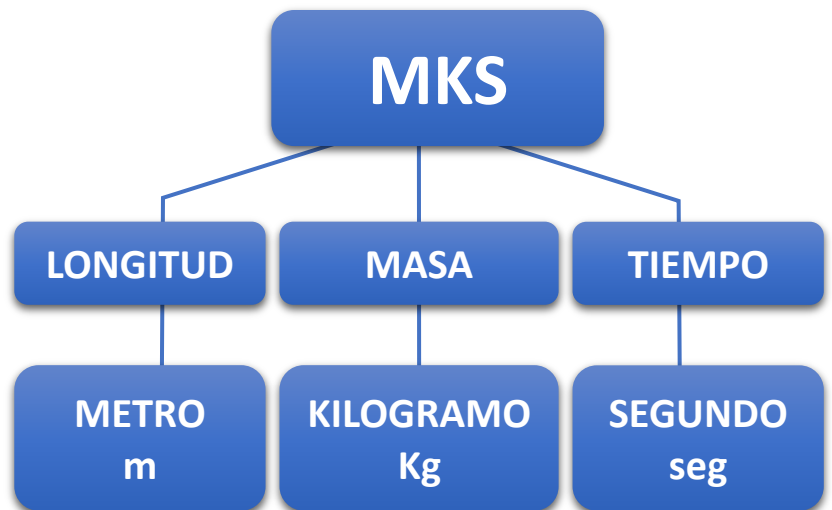 MKS
LONGITUD
MASA
TIEMPO
METRO
m
KILOGRAMO
Kg
SEGUNDO
seg